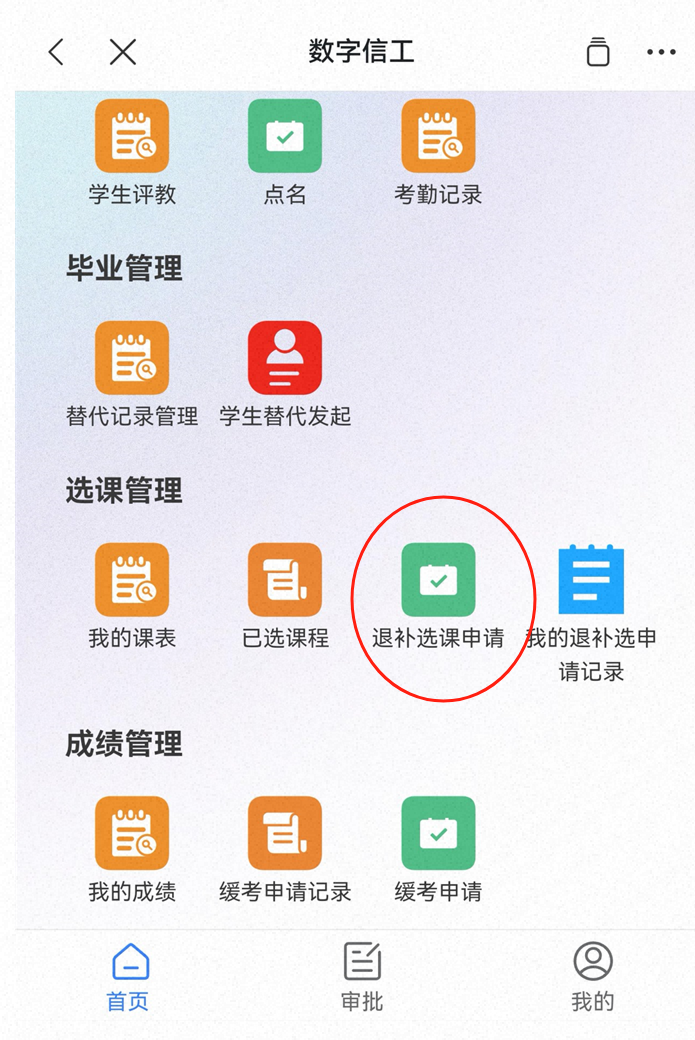 数字信工
学生评教 点名 考勤记录
毕业管理
替代记录管理 学生替代发起
选课管理
我的课表 已选课程 退补选课申请 我的退补选申
请记录
成绩管理
我的成绩 缓考申请记录 缓考申请
首页 审批 我的